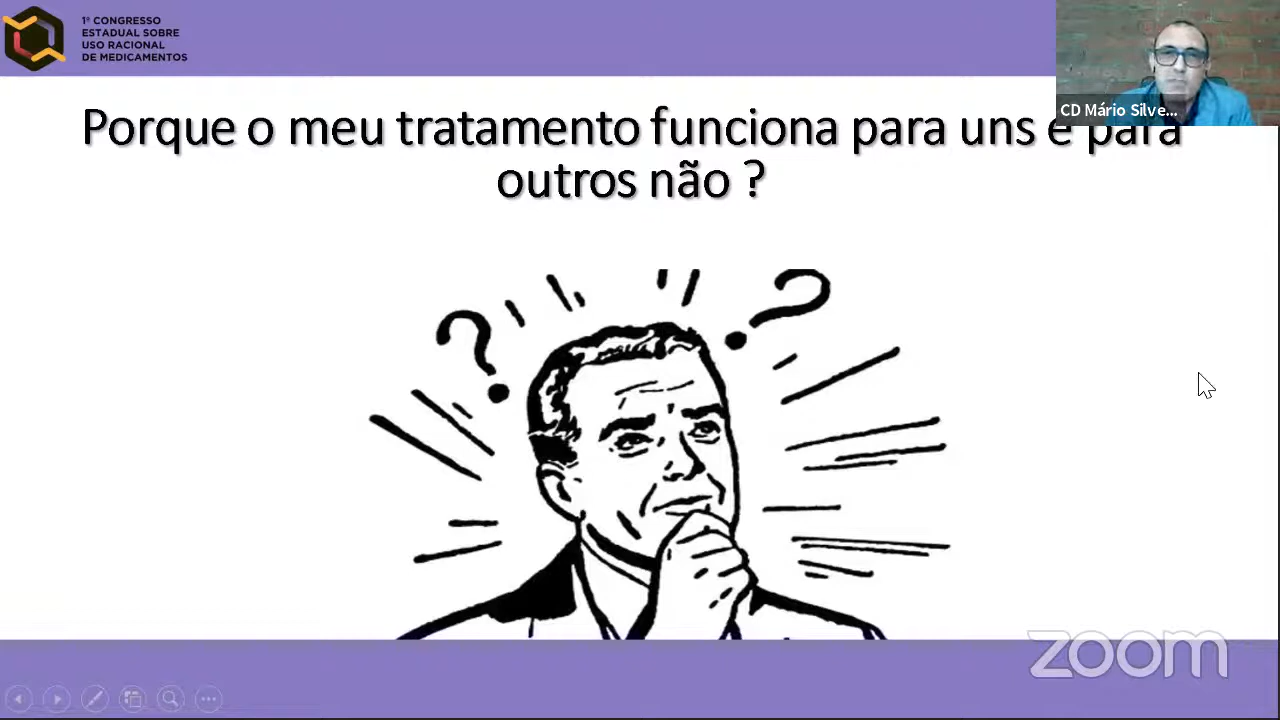 1º CONGRESSO
ESTADUAL SOBRE
USO RACIONAL
DE MEDICAMENTOS
CD Mário Silve...
Porque o meu tratamento funciona para uns e para
outros não ?
? ?
zoom